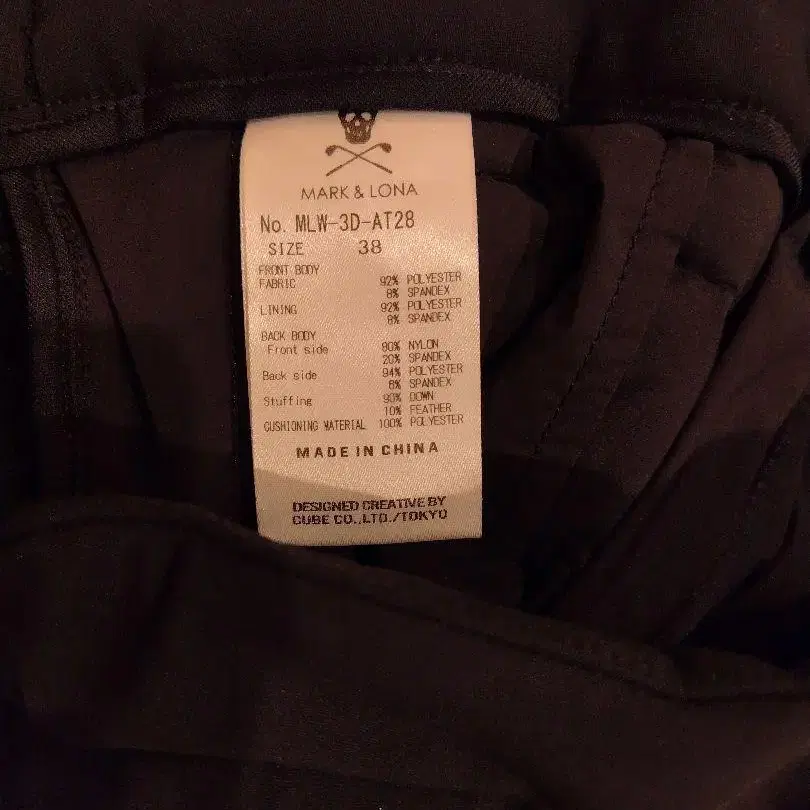 MARK & LONA
No. MLW-3D-AT28
SIZE 38
FRONT BODY
FABRIC 92% POLYESTER
8% SPANDEX
LINING 92% POLYESTER
8% SPANDEX
BACK BODY
Front side 80% NYLON
20% SPANDEX
Back side 94% POLYESTER
6% SPANDEX
Stuffing 90% DOWN
10% FEATHER
CUSHIONING MATERIAL 100% POLYESTER
MADE IN CHINA
DESIGNED CREATIVE BY
CUBE CO.,LTD./TOKYO